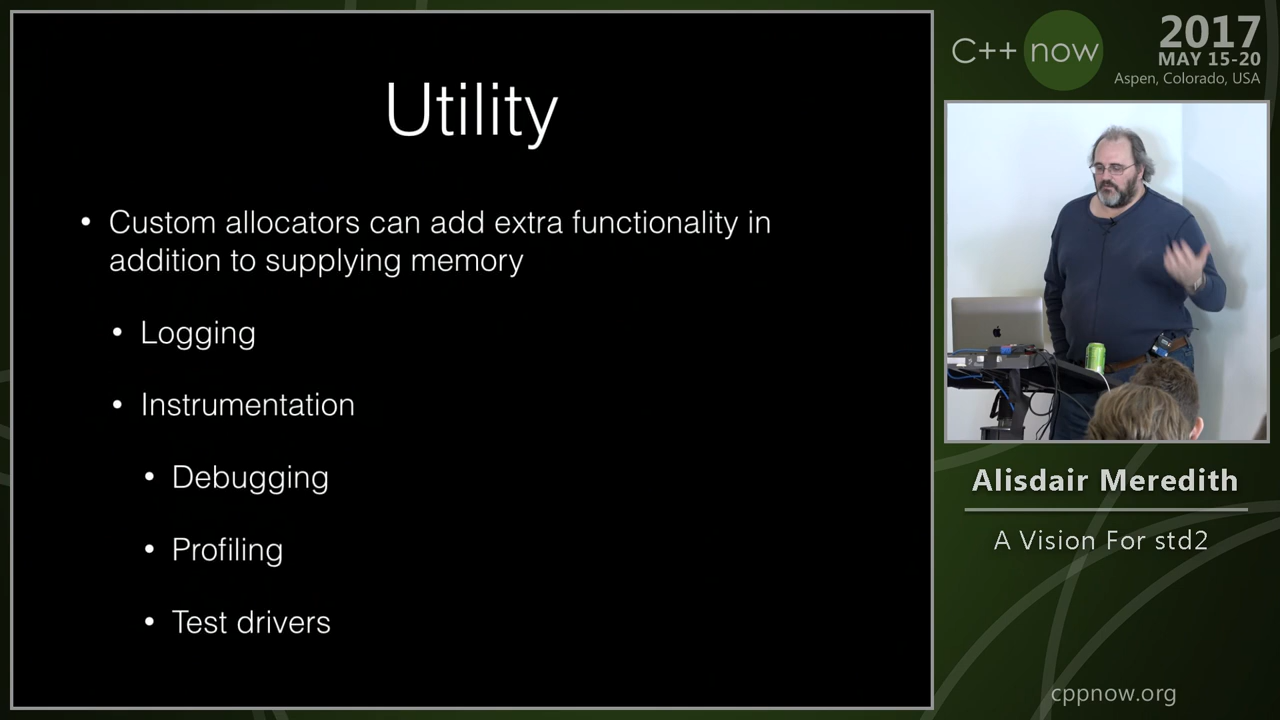 Utility
• Custom allocators can add extra functionality in
addition to supplying memory
• Logging
• Instrumentation
• Debugging
• Profiling
• Test drivers
C++ now
2017
MAY 15-20
Aspen, Colorado, USA
Alisdair Meredith
A Vision For std2
cppnow.org